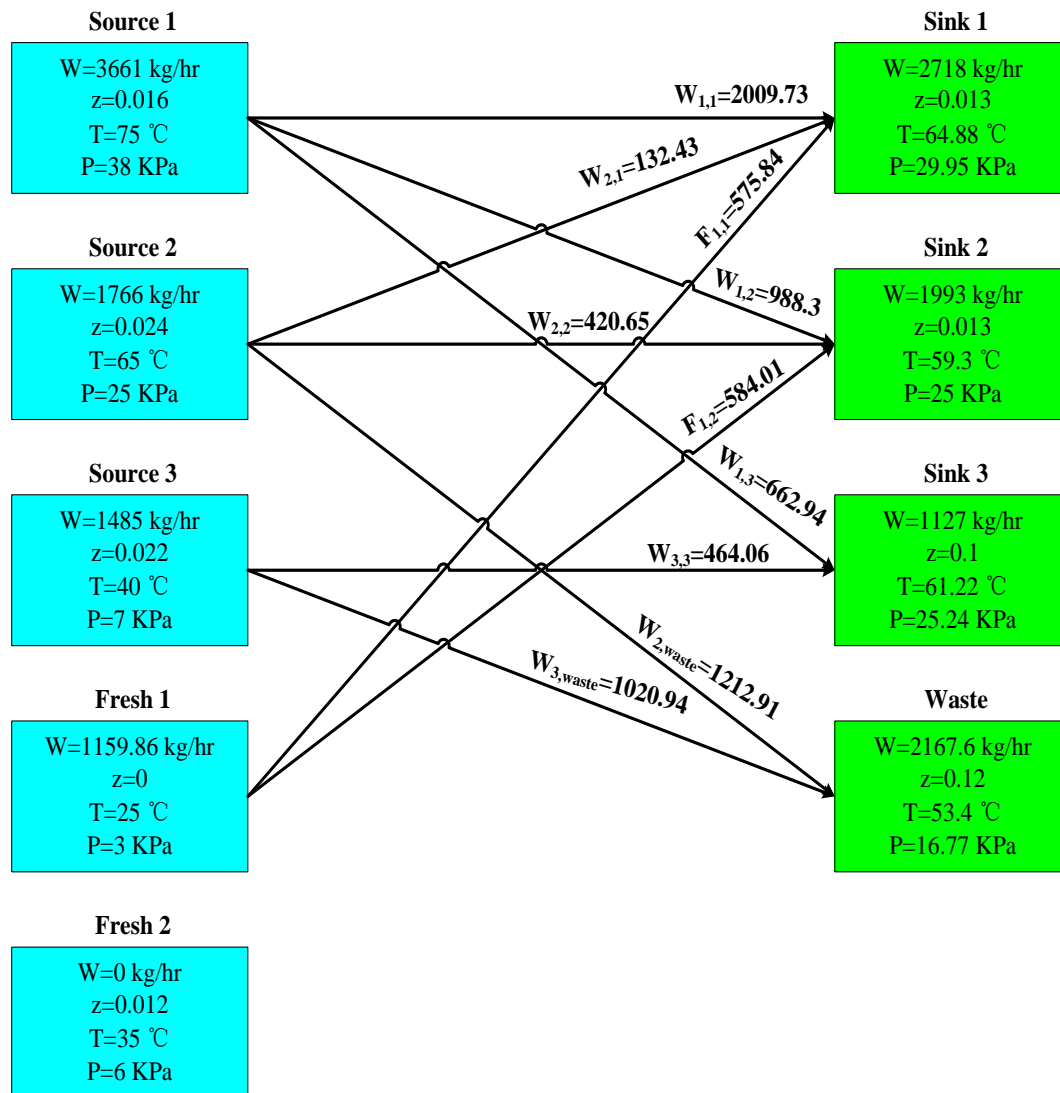 Source 1
W=3661 kg/hr
z=0.016
T=75 ℃
P=38 KPa
Source 2
W=1766 kg/hr
z=0.024
T=65 ℃
P=25 KPa
Source 3
W=1485 kg/hr
z=0.022
T=40 ℃
P=7 KPa
Fresh 1
W=1159.86 kg/hr
z=0
T=25 ℃
P=3 KPa
Fresh 2
W=0 kg/hr
z=0.012
T=35 ℃
P=6 KPa
W1,1=2009.73
W2,1=132.43
F1,1=575.84
W1,2=988.3
W2,2=420.65
F1,2=584.01
W1,3=662.94
W3,3=464.06
W2,waste=1212.91
W3,waste=1020.94
Sink 1
W=2718 kg/hr
z=0.013
T=64.88 ℃
P=29.95 KPa
Sink 2
W=1993 kg/hr
z=0.013
T=59.3 ℃
P=25 KPa
Sink 3
W=1127 kg/hr
z=0.1
T=61.22 ℃
P=25.24 KPa
Waste
W=2167.6 kg/hr
z=0.12
T=53.4 ℃
P=16.77 KPa